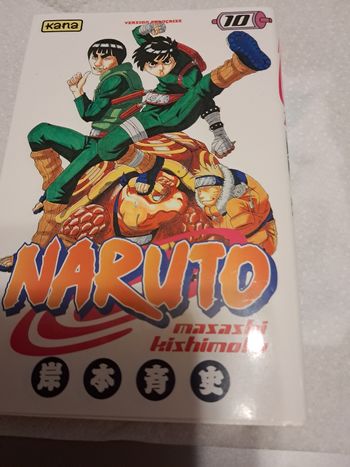 Kana
VERSION FRANÇAISE
10
NARUTO
masashi
kishimoto
岸本斉史